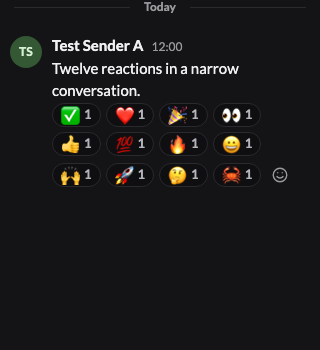 Today
TS
Test Sender A 12:00
Twelve reactions in a narrow
conversation.
✅ 1 ❤️ 1 🎉 1 👀 1
👍 1 💯 1 🔥 1 😀 1
🙌 1 🚀 1 🤔 1 🦀 1